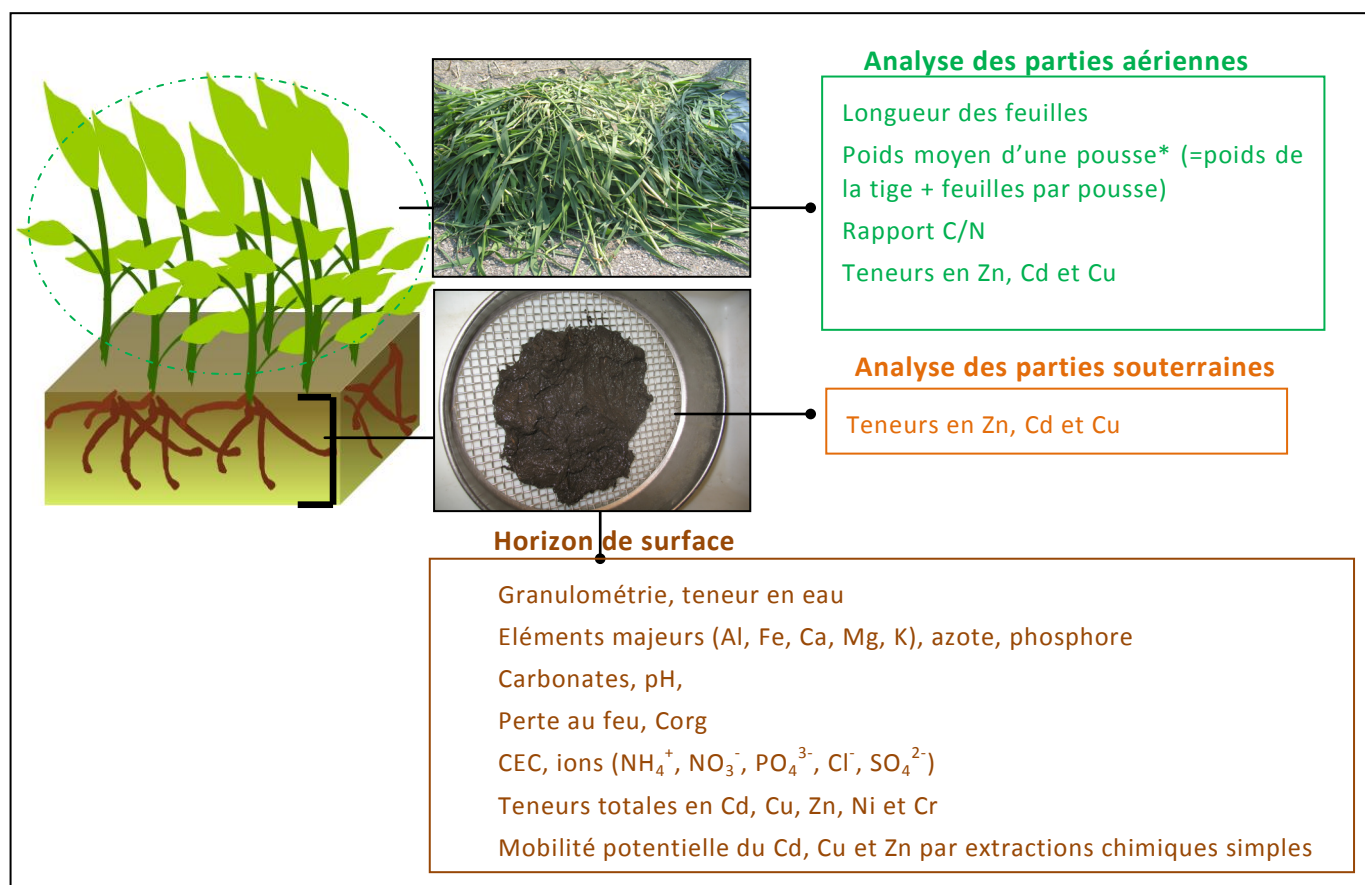 Analyse des parties aériennes
Longueur des feuilles
Poids moyen d'une pousse* (=poids de
la tige + feuilles par pousse)
Rapport C/N
Teneurs en Zn, Cd et Cu
Analyse des parties souterraines
Teneurs en Zn, Cd et Cu
Horizon de surface
Granulométrie, teneur en eau
Eléments majeurs (Al, Fe, Ca, Mg, K), azote, phosphore
Carbonates, pH,
Perte au feu, Corg
CEC, ions (NH₄⁺, NO₃⁻, PO₄³⁻, Cl⁻, SO₄²⁻)
Teneurs totales en Cd, Cu, Zn, Ni et Cr
Mobilité potentielle du Cd, Cu et Zn par extractions chimiques simples